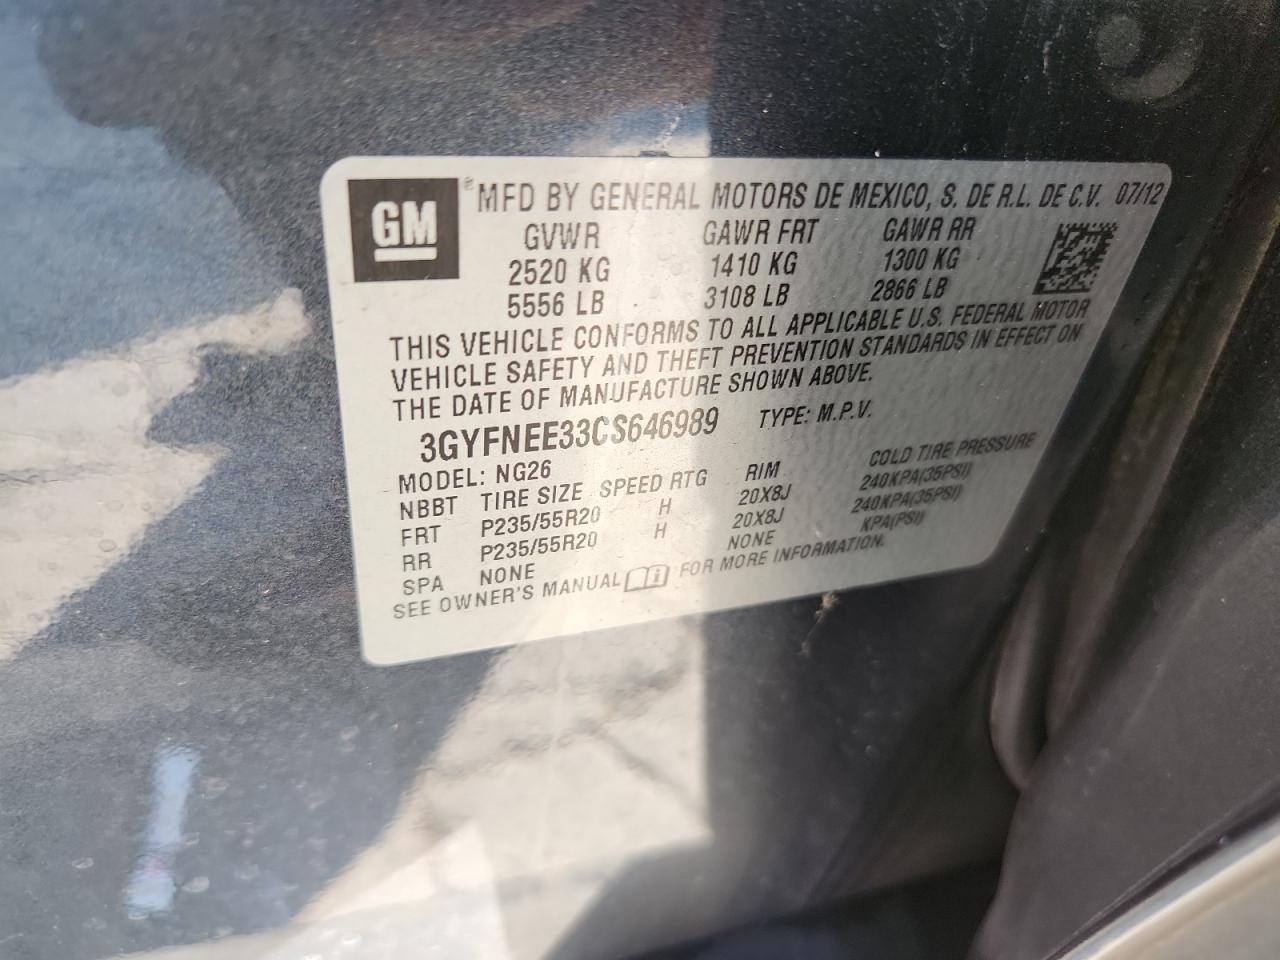 GM
® MFD BY GENERAL MOTORS DE MEXICO, S. DE R.L. DE C.V. 07/12
GVWR GAWR FRT GAWR RR
2520 KG 1410 KG 1300 KG
5556 LB 3108 LB 2866 LB
THIS VEHICLE CONFORMS TO ALL APPLICABLE U.S. FEDERAL MOTOR
VEHICLE SAFETY AND THEFT PREVENTION STANDARDS IN EFFECT ON
THE DATE OF MANUFACTURE SHOWN ABOVE.
3GYFNEE33CS646989 TYPE: M.P.V.
MODEL: NG26
NBBT TIRE SIZE SPEED RTG RIM COLD TIRE PRESSURE
FRT P235/55R20 H 20X8J 240KPA(35PSI)
RR P235/55R20 H 20X8J 240KPA(35PSI)
SPA NONE NONE KPA(PSI)
SEE OWNER'S MANUAL FOR MORE INFORMATION.